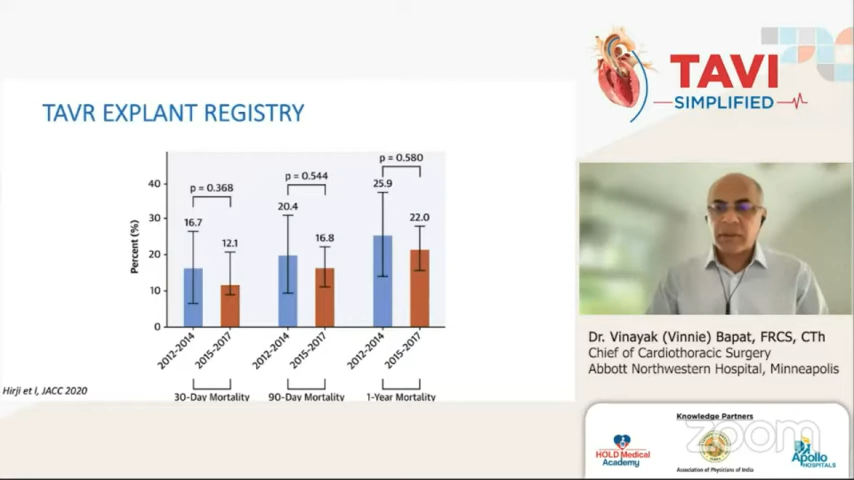 TAVR EXPLANT REGISTRY
p = 0.368
p = 0.544
p = 0.580
16.7
12.1
20.4
16.8
25.9
22.0
Percent (%)
40
30
20
10
0
2012-2014
2015-2017
2012-2014
2015-2017
2012-2014
2015-2017
30-Day Mortality
90-Day Mortality
1-Year Mortality
Hirji et l, JACC 2020
TAVI
SIMPLIFIED
Dr. Vinayak (Vinnie) Bapat, FRCS, CTh
Chief of Cardiothoracic Surgery
Abbott Northwestern Hospital, Minneapolis
Knowledge Partners
zoom
HOLD Medical
Academy
Association of Physicians of India
Apollo
HOSPITALS